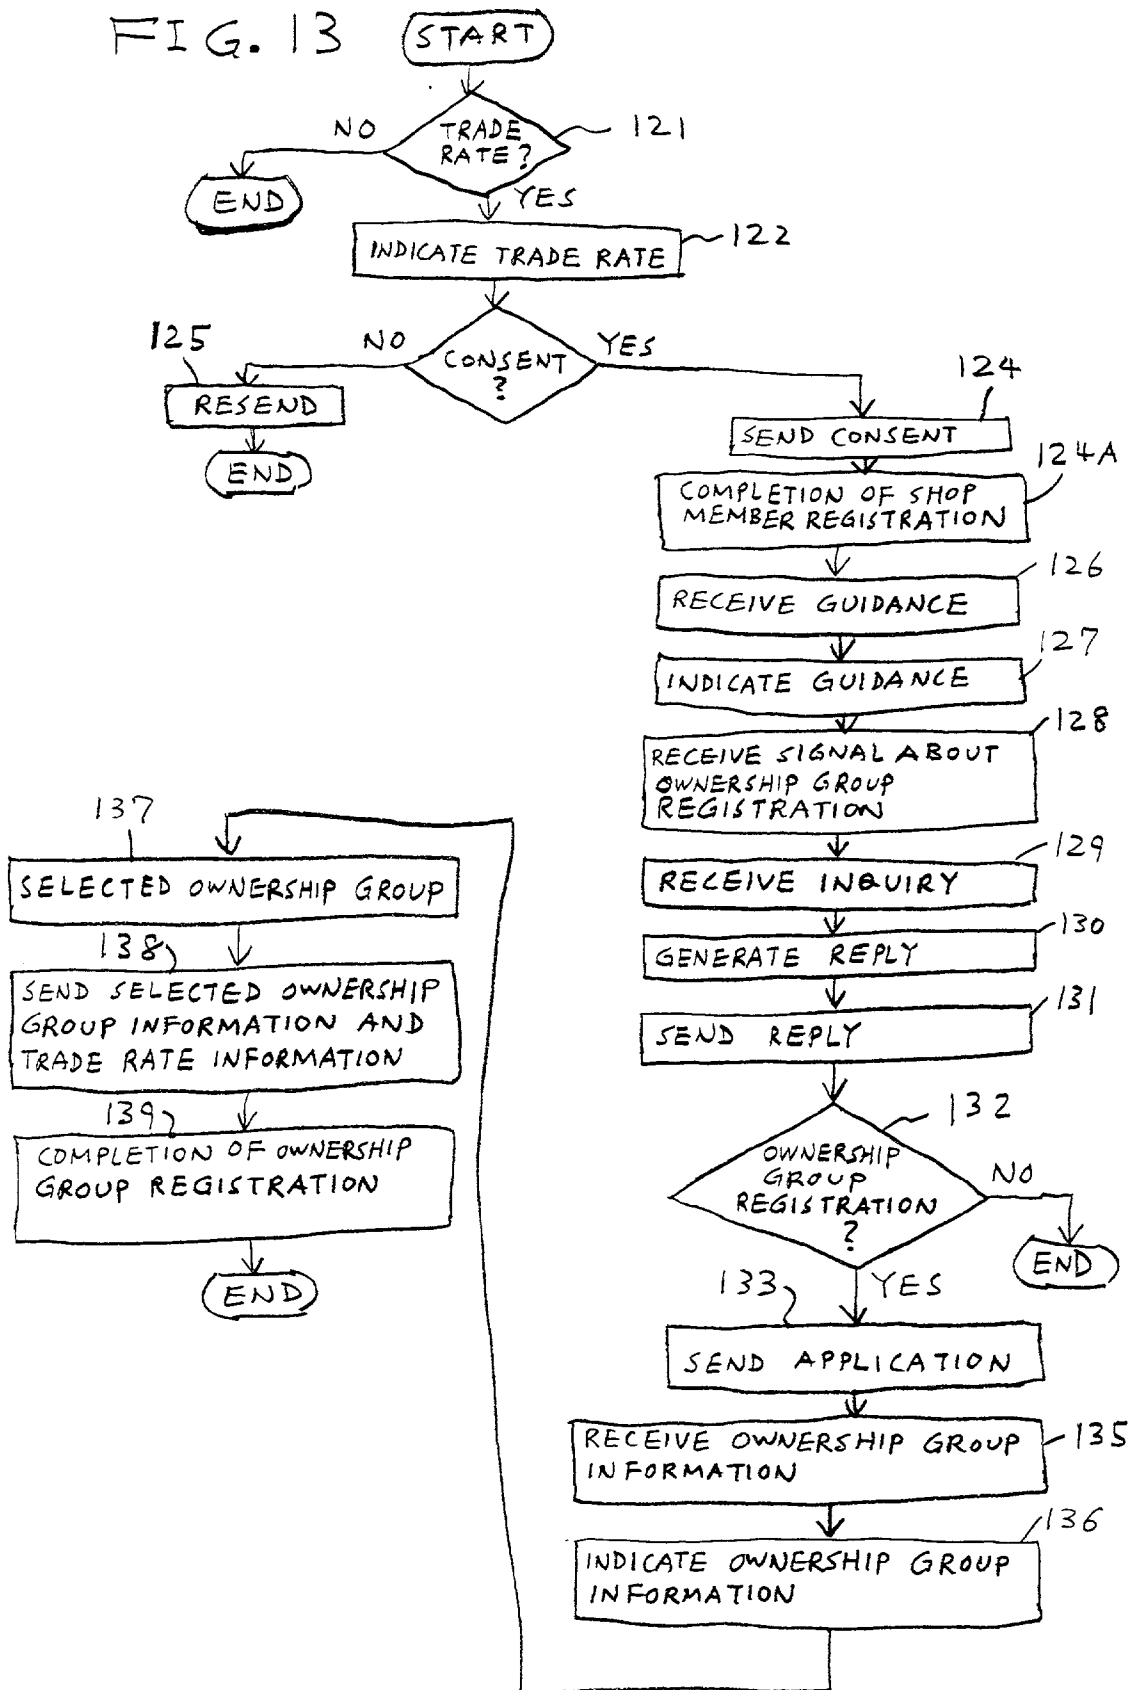 FIG. 13
START
TRADE
RATE?
121
NO
END
YES
INDICATE TRADE RATE
122
CONSENT
?
NO
YES
125
RESEND
END
124
SEND CONSENT
124A
COMPLETION OF SHOP
MEMBER REGISTRATION
126
RECEIVE GUIDANCE
127
INDICATE GUIDANCE
128
RECEIVE SIGNAL ABOUT
OWNERSHIP GROUP
REGISTRATION
129
RECEIVE INQUIRY
130
GENERATE REPLY
131
SEND REPLY
132
OWNERSHIP
GROUP
REGISTRATION
?
NO
END
YES
133
SEND APPLICATION
135
RECEIVE OWNERSHIP GROUP
INFORMATION
136
INDICATE OWNERSHIP GROUP
INFORMATION
137
SELECTED OWNERSHIP GROUP
138
SEND SELECTED OWNERSHIP
GROUP INFORMATION AND
TRADE RATE INFORMATION
139
COMPLETION OF OWNERSHIP
GROUP REGISTRATION
END